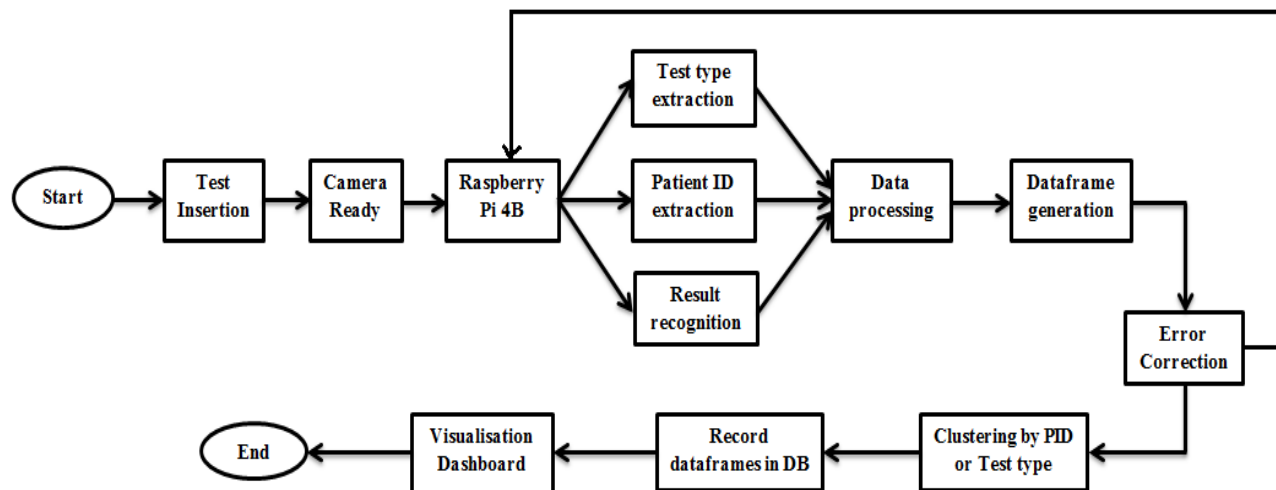 Start
Test
Insertion
Camera
Ready
Raspberry
Pi 4B
Test type
extraction
Patient ID
extraction
Result
recognition
Data
processing
Dataframe
generation
Error
Correction
Clustering by PID
or Test type
Record
dataframes in DB
Visualisation
Dashboard
End